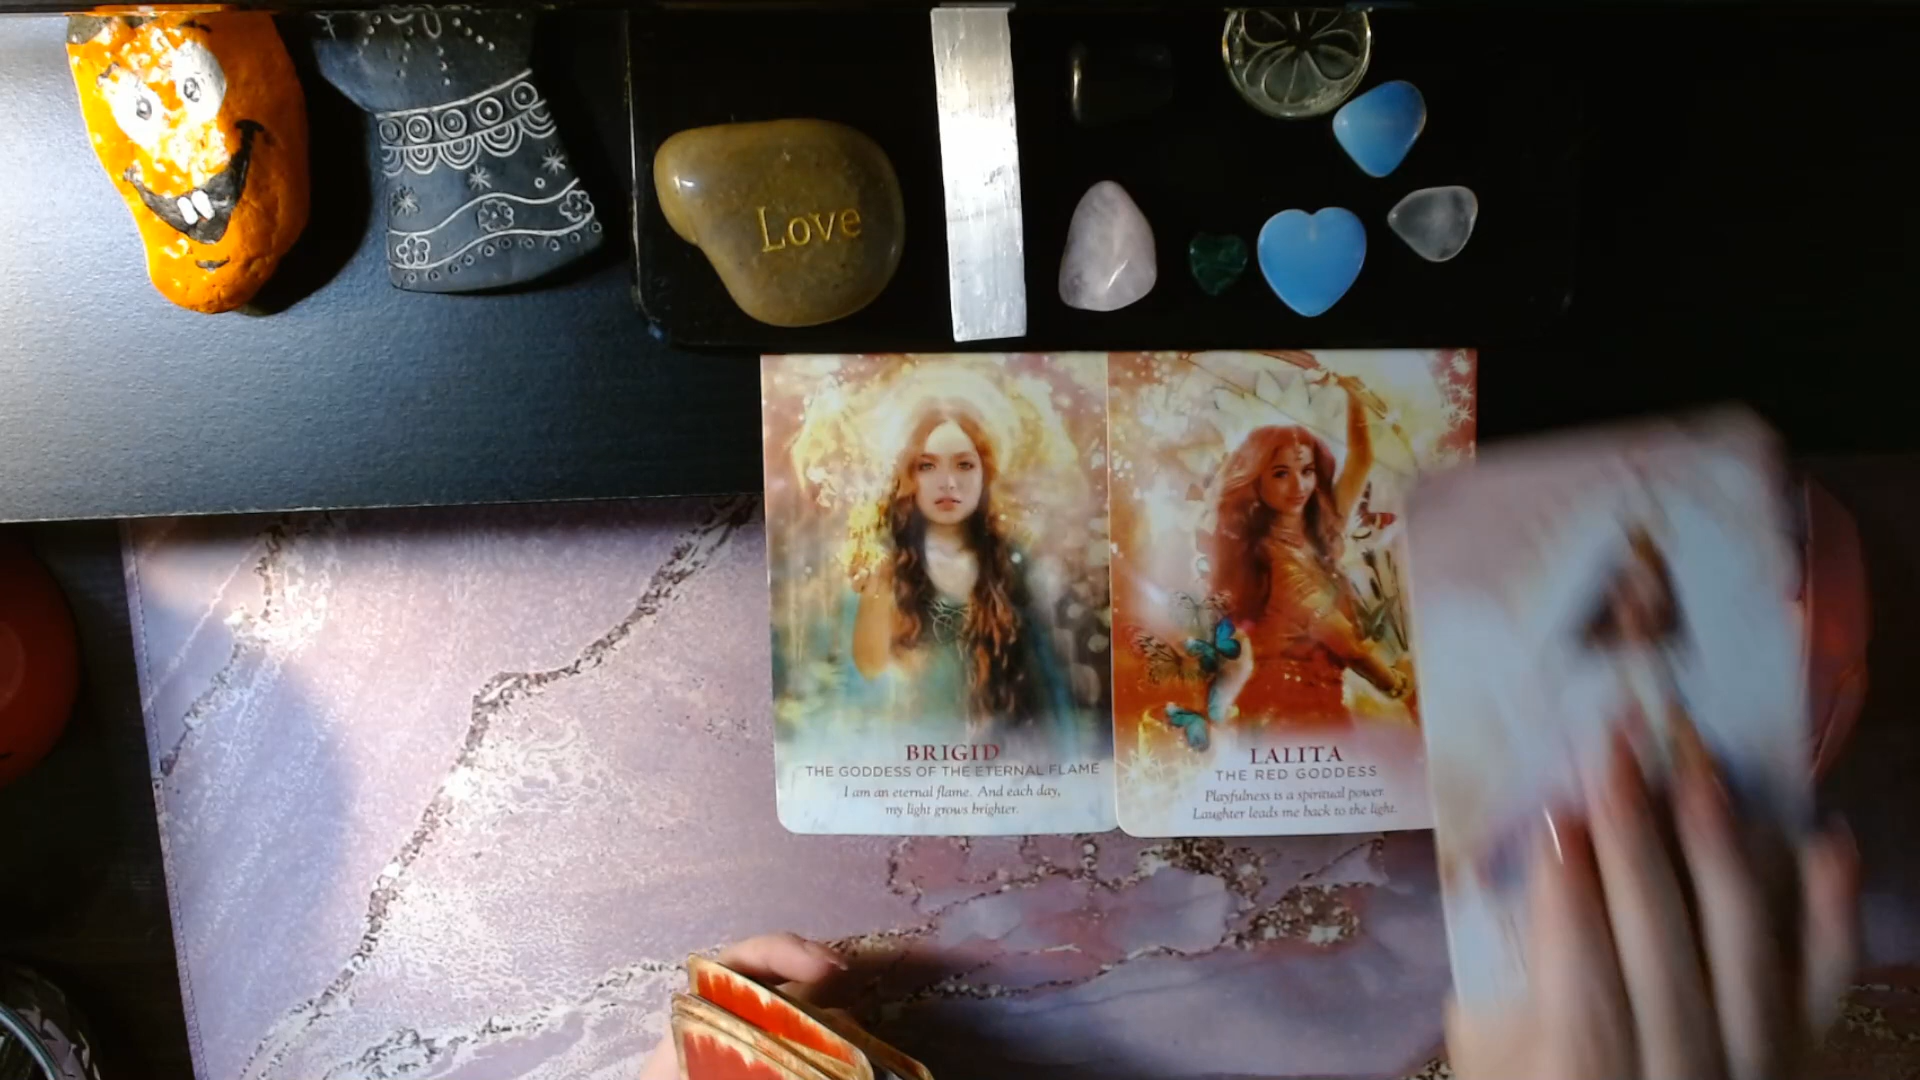 Love
BRIGID
THE GODDESS OF THE ETERNAL FLAME
I am an eternal flame. And each day,
my light grows brighter.
LALITA
THE RED GODDESS
Playfulness is a spiritual power.
Laughter leads me back to the light.